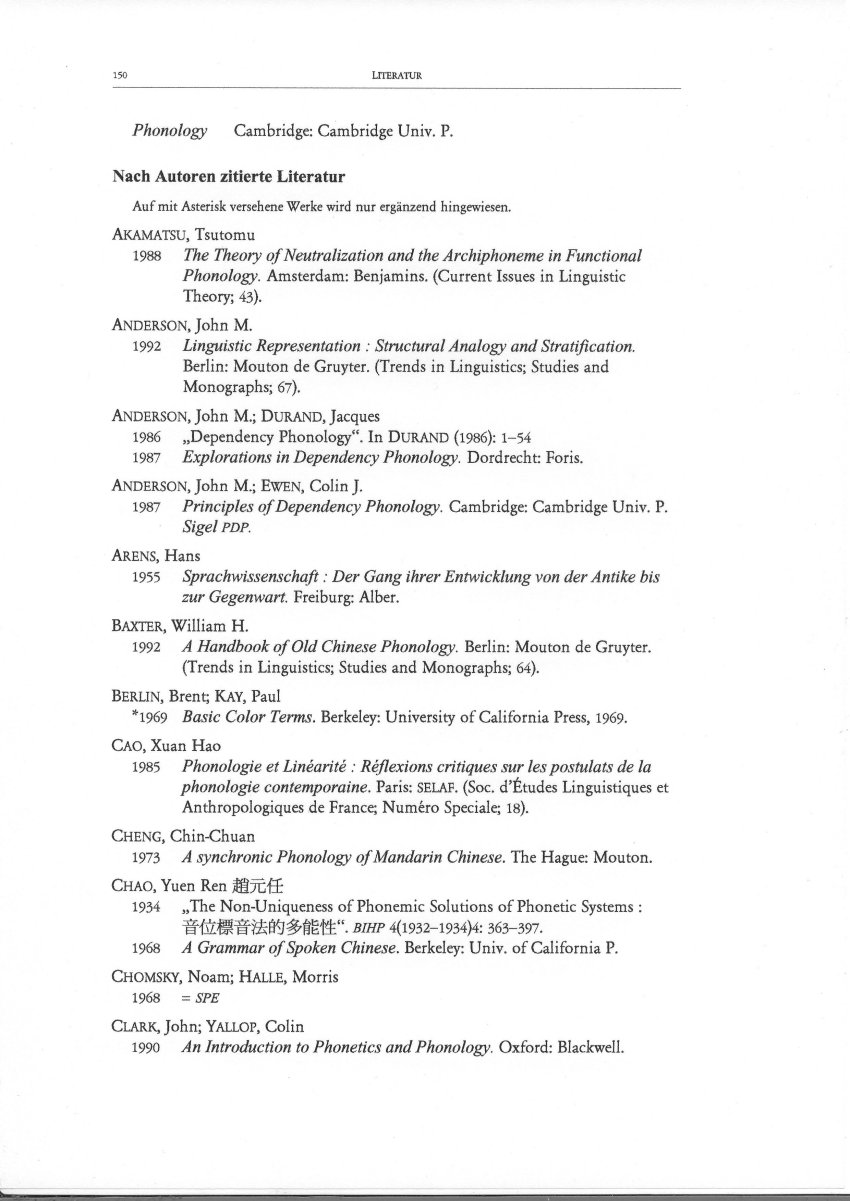 150 LITERATUR
Phonology Cambridge: Cambridge Univ. P.
Nach Autoren zitierte Literatur
Auf mit Asterisk versehene Werke wird nur ergänzend hingewiesen.
AKAMATSU, Tsutomu
1988 The Theory of Neutralization and the Archiphoneme in Functional
Phonology. Amsterdam: Benjamins. (Current Issues in Linguistic
Theory; 43).
ANDERSON, John M.
1992 Linguistic Representation : Structural Analogy and Stratification.
Berlin: Mouton de Gruyter. (Trends in Linguistics; Studies and
Monographs; 67).
ANDERSON, John M.; DURAND, Jacques
1986 „Dependency Phonology“. In DURAND (1986): 1–54
1987 Explorations in Dependency Phonology. Dordrecht: Foris.
ANDERSON, John M.; EWEN, Colin J.
1987 Principles of Dependency Phonology. Cambridge: Cambridge Univ. P.
Sigel PDP.
ARENS, Hans
1955 Sprachwissenschaft : Der Gang ihrer Entwicklung von der Antike bis
zur Gegenwart. Freiburg: Alber.
BAXTER, William H.
1992 A Handbook of Old Chinese Phonology. Berlin: Mouton de Gruyter.
(Trends in Linguistics; Studies and Monographs; 64).
BERLIN, Brent; KAY, Paul
*1969 Basic Color Terms. Berkeley: University of California Press, 1969.
CAO, Xuan Hao
1985 Phonologie et Linéarité : Réflexions critiques sur les postulats de la
phonologie contemporaine. Paris: SELAF. (Soc. d’Études Linguistiques et
Anthropologiques de France; Numéro Speciale; 18).
CHENG, Chin-Chuan
1973 A synchronic Phonology of Mandarin Chinese. The Hague: Mouton.
CHAO, Yuen Ren 趙元任
1934 „The Non-Uniqueness of Phonemic Solutions of Phonetic Systems :
音位標音法的多能性“. BIHP 4(1932–1934)4: 363–397.
1968 A Grammar of Spoken Chinese. Berkeley: Univ. of California P.
CHOMSKY, Noam; HALLE, Morris
1968 = SPE
CLARK, John; YALLOP, Colin
1990 An Introduction to Phonetics and Phonology. Oxford: Blackwell.